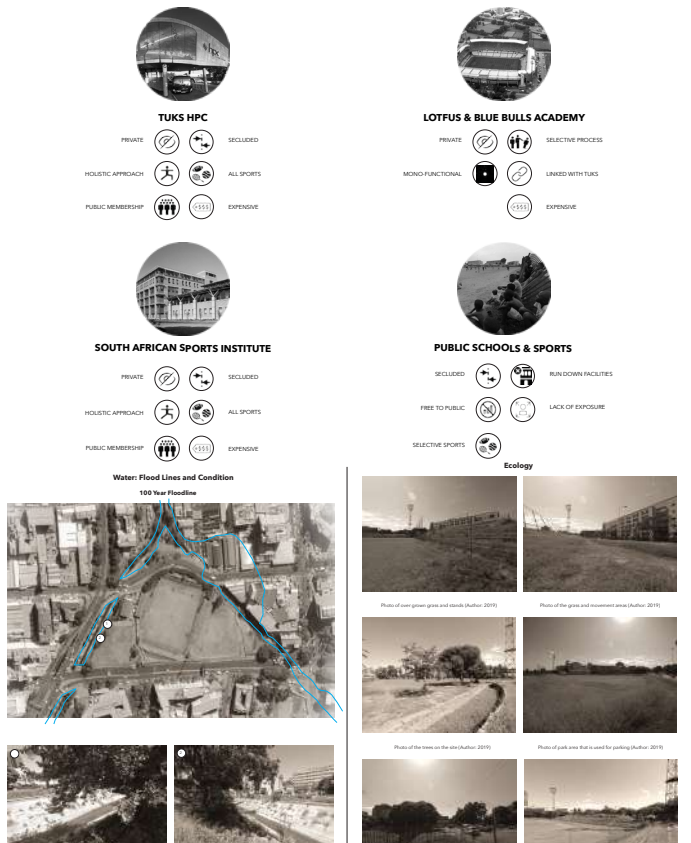 TUKS HPC
PRIVATE
SECLUDED
HOLISTIC APPROACH
ALL SPORTS
PUBLIC MEMBERSHIP
EXPENSIVE
LOTFUS & BLUE BULLS ACADEMY
PRIVATE
SELECTIVE PROCESS
MONO-FUNCTIONAL
LINKED WITH TUKS
EXPENSIVE
SOUTH AFRICAN SPORTS INSTITUTE
PRIVATE
SECLUDED
HOLISTIC APPROACH
ALL SPORTS
PUBLIC MEMBERSHIP
EXPENSIVE
PUBLIC SCHOOLS & SPORTS
SECLUDED
RUN DOWN FACILITIES
FREE TO PUBLIC
LACK OF EXPOSURE
SELECTIVE SPORTS
Water: Flood Lines and Condition
100 Year Floodline
Ecology
Photo of over grown grass and stands (Author: 2019)
Photo of the grass and movement areas (Author: 2019)
Photo of the trees on the site (Author: 2019)
Photo of park area that is used for parking (Author: 2019)